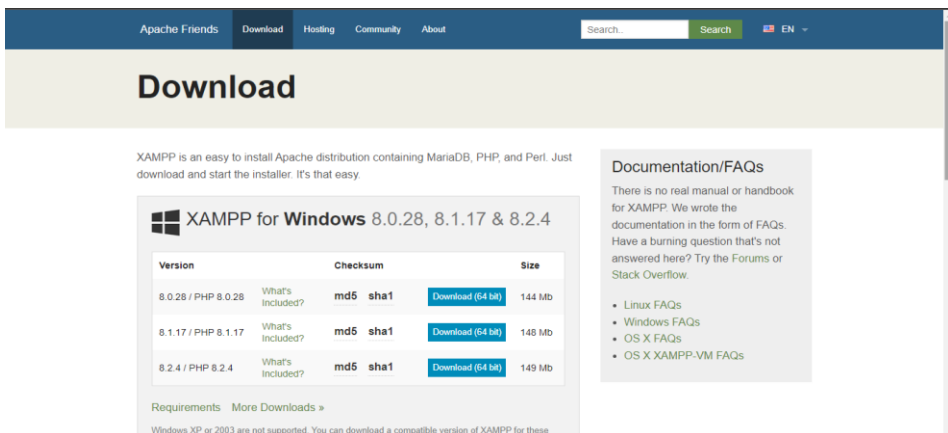 Apache Friends Download Hosting Community About Search.. Search EN
Download
XAMPP is an easy to install Apache distribution containing MariaDB, PHP, and Perl. Just
download and start the installer. It's that easy.
XAMPP for Windows 8.0.28, 8.1.17 & 8.2.4
Version Checksum Size
8.0.28 / PHP 8.0.28 What's Included? md5 sha1 Download (64 bit) 144 Mb
8.1.17 / PHP 8.1.17 What's Included? md5 sha1 Download (64 bit) 148 Mb
8.2.4 / PHP 8.2.4 What's Included? md5 sha1 Download (64 bit) 149 Mb
Requirements More Downloads »
Windows XP or 2003 are not supported. You can download a compatible version of XAMPP for these
Documentation/FAQs
There is no real manual or handbook
for XAMPP. We wrote the
documentation in the form of FAQs.
Have a burning question that's not
answered here? Try the Forums or
Stack Overflow.
• Linux FAQs
• Windows FAQs
• OS X FAQs
• OS X XAMPP-VM FAQs